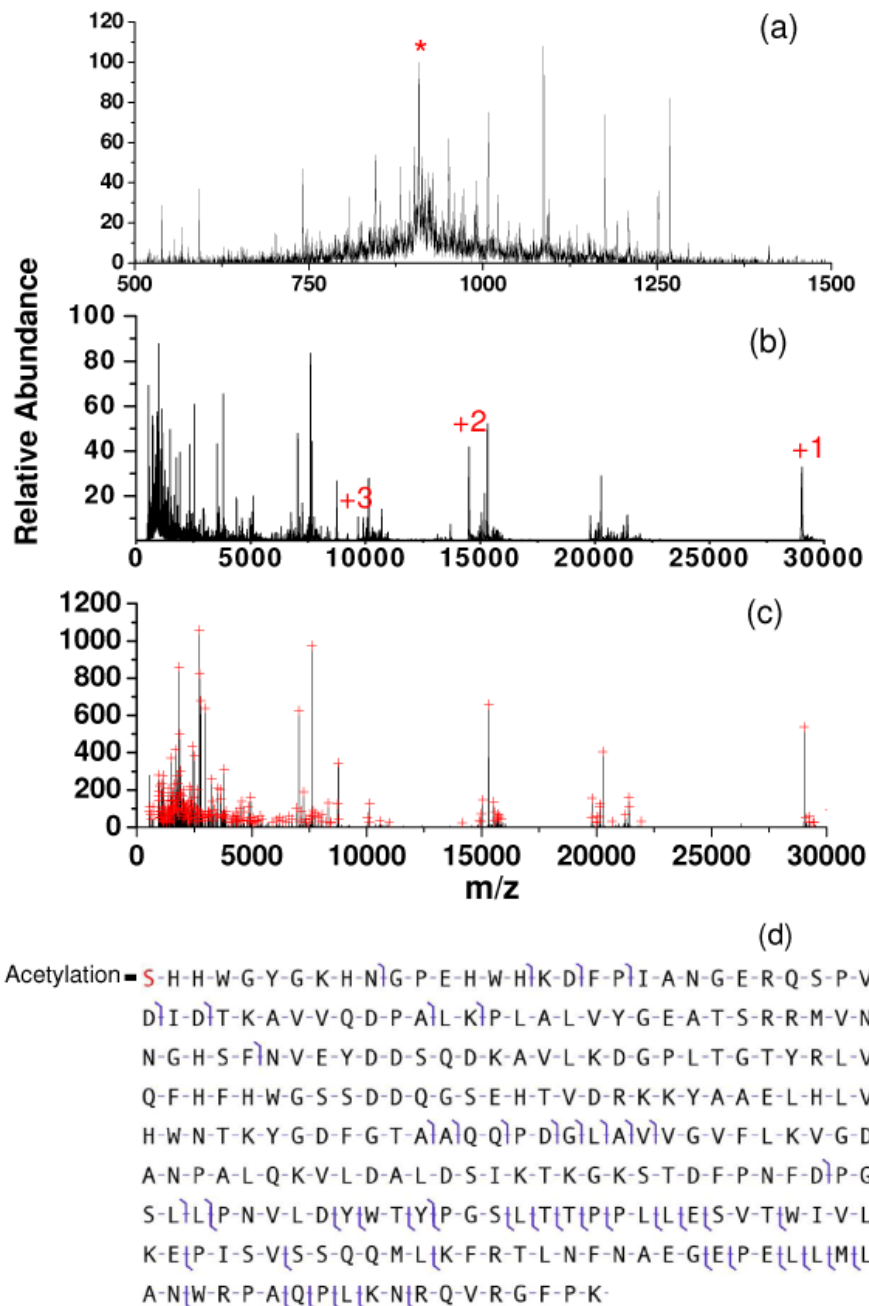 (a)
*
120
100
80
60
40
20
0
500 750 1000 1250 1500
Relative Abundance
(b)
100
80
60
40
20
+3
+2
+1
0 5000 10000 15000 20000 25000 30000
(c)
1200
1000
800
600
400
200
0
0 5000 10000 15000 20000 25000 30000
m/z
(d)
Acetylation S-H-H-W-G-Y-G-K-H-N-G-P-E-H-W-H-K-D-F-P-I-A-N-G-E-R-Q-S-P-V
D-I-D-T-K-A-V-V-Q-D-P-A-L-K-P-L-A-L-V-Y-G-E-A-T-S-R-R-M-V-N
N-G-H-S-F-N-V-E-Y-D-D-S-Q-D-K-A-V-L-K-D-G-P-L-T-G-T-Y-R-L-V
Q-F-H-F-H-W-G-S-S-D-D-Q-G-S-E-H-T-V-D-R-K-K-Y-A-A-E-L-H-L-V
H-W-N-T-K-Y-G-D-F-G-T-A-A-Q-Q-P-D-G-L-A-V-V-G-V-F-L-K-V-G-D
A-N-P-A-L-Q-K-V-L-D-A-L-D-S-I-K-T-K-G-K-S-T-D-F-P-N-F-D-P-G
S-L-L-P-N-V-L-D-Y-W-T-Y-P-G-S-L-T-T-P-P-L-L-E-S-V-T-W-I-V-L
K-E-P-I-S-V-S-S-Q-Q-M-L-K-F-R-T-L-N-F-N-A-E-G-E-P-E-L-L-M-L
A-N-W-R-P-A-Q-P-L-K-N-R-Q-V-R-G-F-P-K-